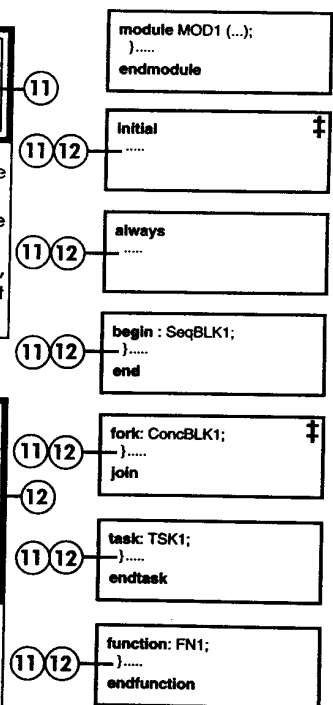 module MOD1 (...);
}.....
endmodule
11
initial ‡
11 12 .....
always
11 12 .....
begin : SeqBLK1;
11 12 }.....
end
fork: ConcBLK1; ‡
11 12 }.....
join
12
task: TSK1;
11 12 }.....
endtask
function: FN1;
11 12 }.....
endfunction